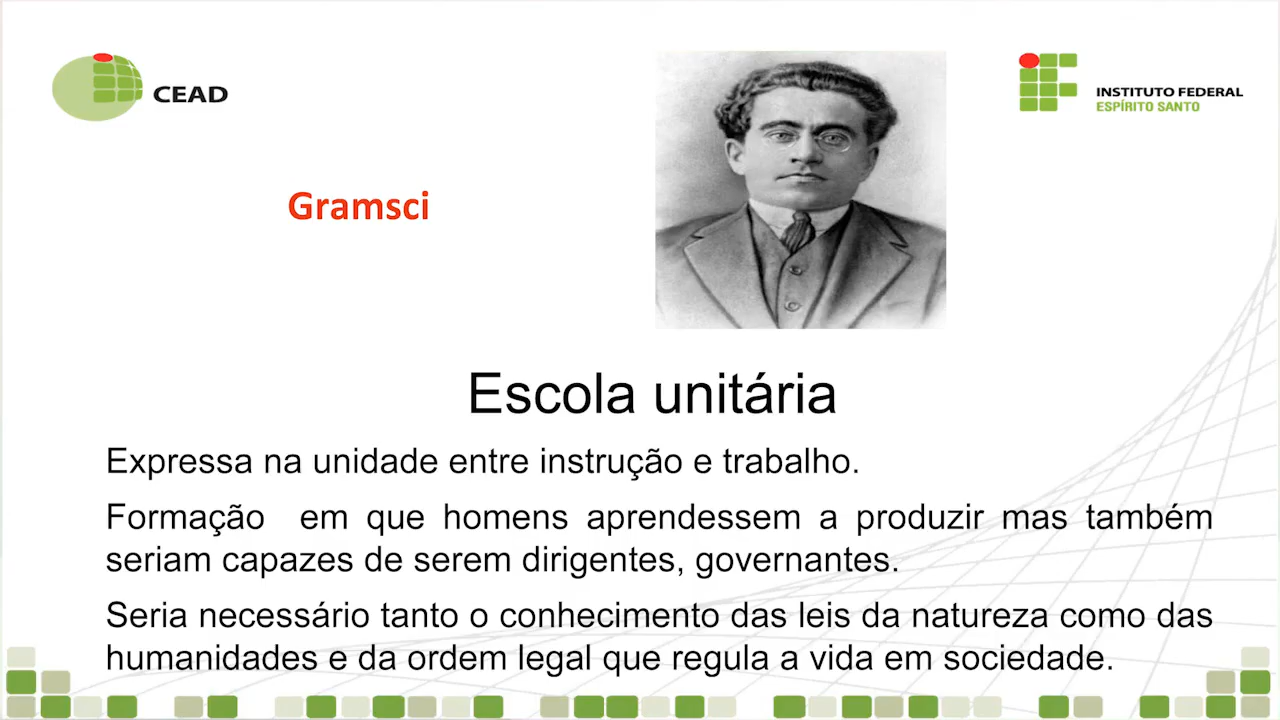 CEAD
INSTITUTO FEDERAL
ESPÍRITO SANTO
Gramsci
Escola unitária
Expressa na unidade entre instrução e trabalho.
Formação em que homens aprendessem a produzir mas também
seriam capazes de serem dirigentes, governantes.
Seria necessário tanto o conhecimento das leis da natureza como das
humanidades e da ordem legal que regula a vida em sociedade.